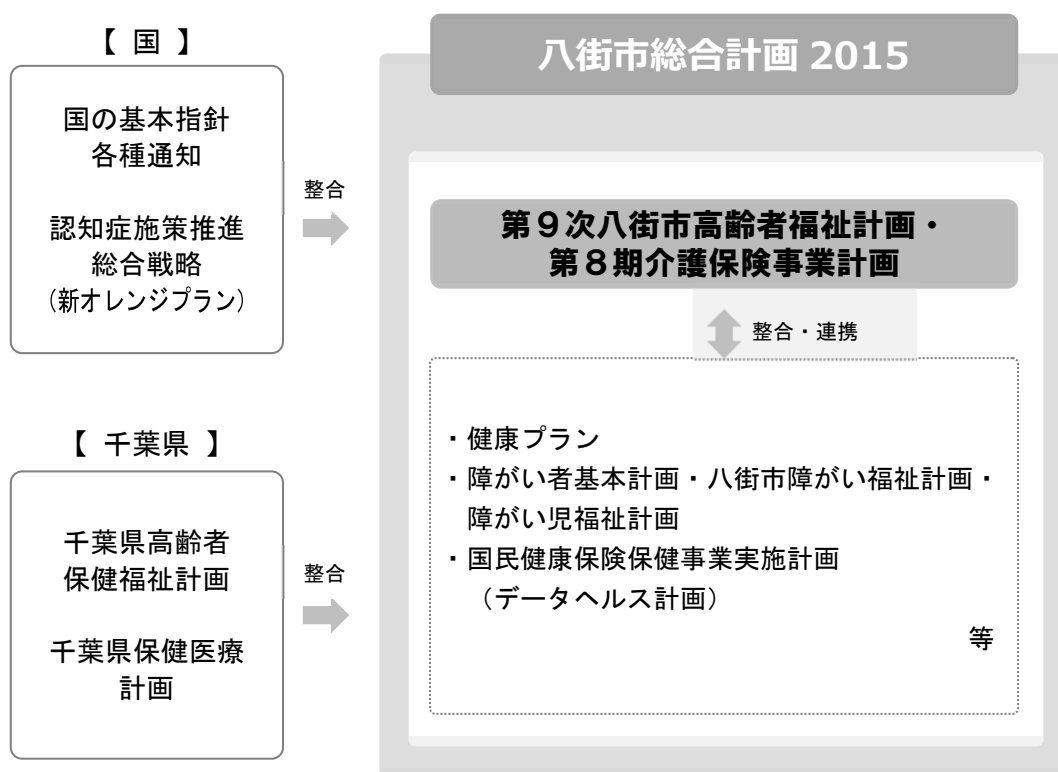 【 国 】
国の基本指針
各種通知
認知症施策推進
総合戦略
（新オレンジプラン）
整合
【 千葉県 】
千葉県高齢者
保健福祉計画
千葉県保健医療
計画
整合
八街市総合計画 2015
第９次八街市高齢者福祉計画・
第８期介護保険事業計画
整合・連携
・健康プラン
・障がい者基本計画・八街市障がい福祉計画・
障がい児福祉計画
・国民健康保険保健事業実施計画
（データヘルス計画）
等